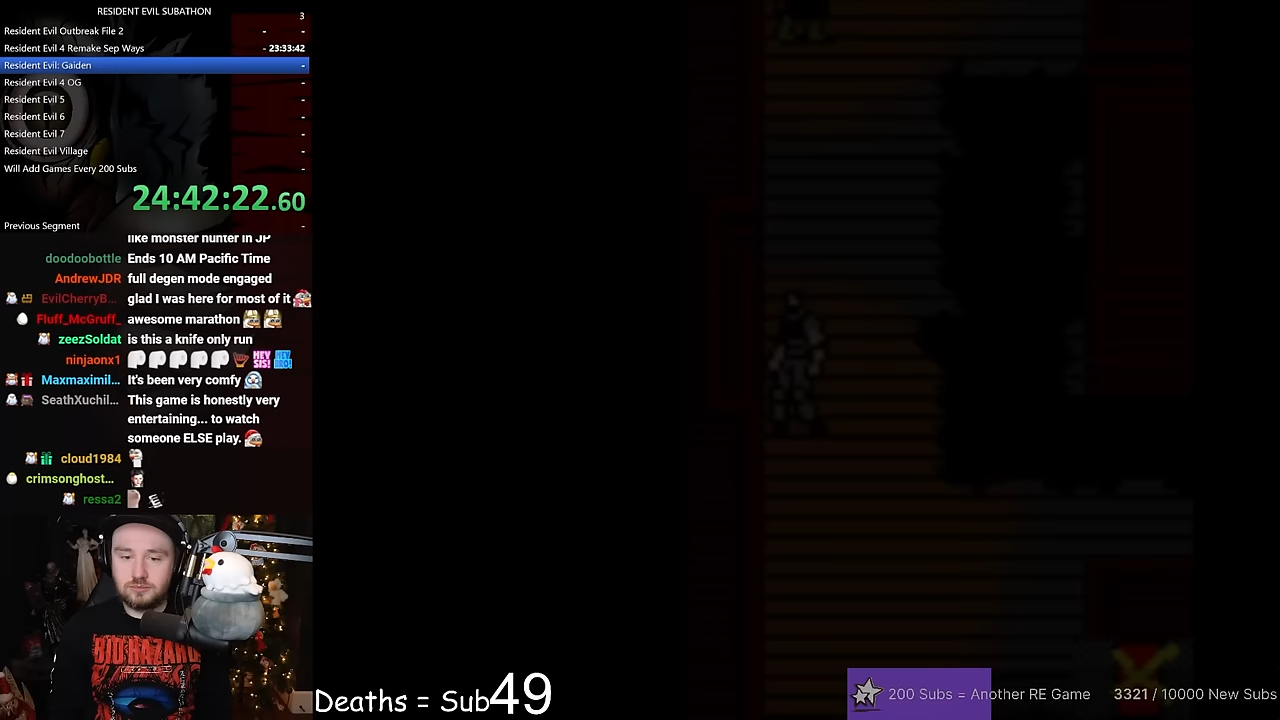 RESIDENT EVIL SUBATHON
3
Resident Evil Outbreak File 2 - -
Resident Evil 4 Remake Sep Ways - 23:33:42
Resident Evil: Gaiden -
Resident Evil 4 OG -
Resident Evil 5 -
Resident Evil 6 -
Resident Evil 7 -
Resident Evil Village -
Will Add Games Every 200 Subs -
24:42:22.60
Previous Segment -
like monster hunter in JP
doodoobottle Ends 10 AM Pacific Time
AndrewJDR full degen mode engaged
EvilCherryB... glad I was here for most of it
Fluff_McGruff_ awesome marathon
zeezSoldat is this a knife only run
ninjaonx1 HEY SIS! HEY BRO!
Maxmaximil... It's been very comfy
SeathXuchil... This game is honestly very
entertaining... to watch
someone ELSE play.
cloud1984
crimsonghost...
ressa2
BIOHAZARD
Deaths = Sub 49
200 Subs = Another RE Game 3321 / 10000 New Subs